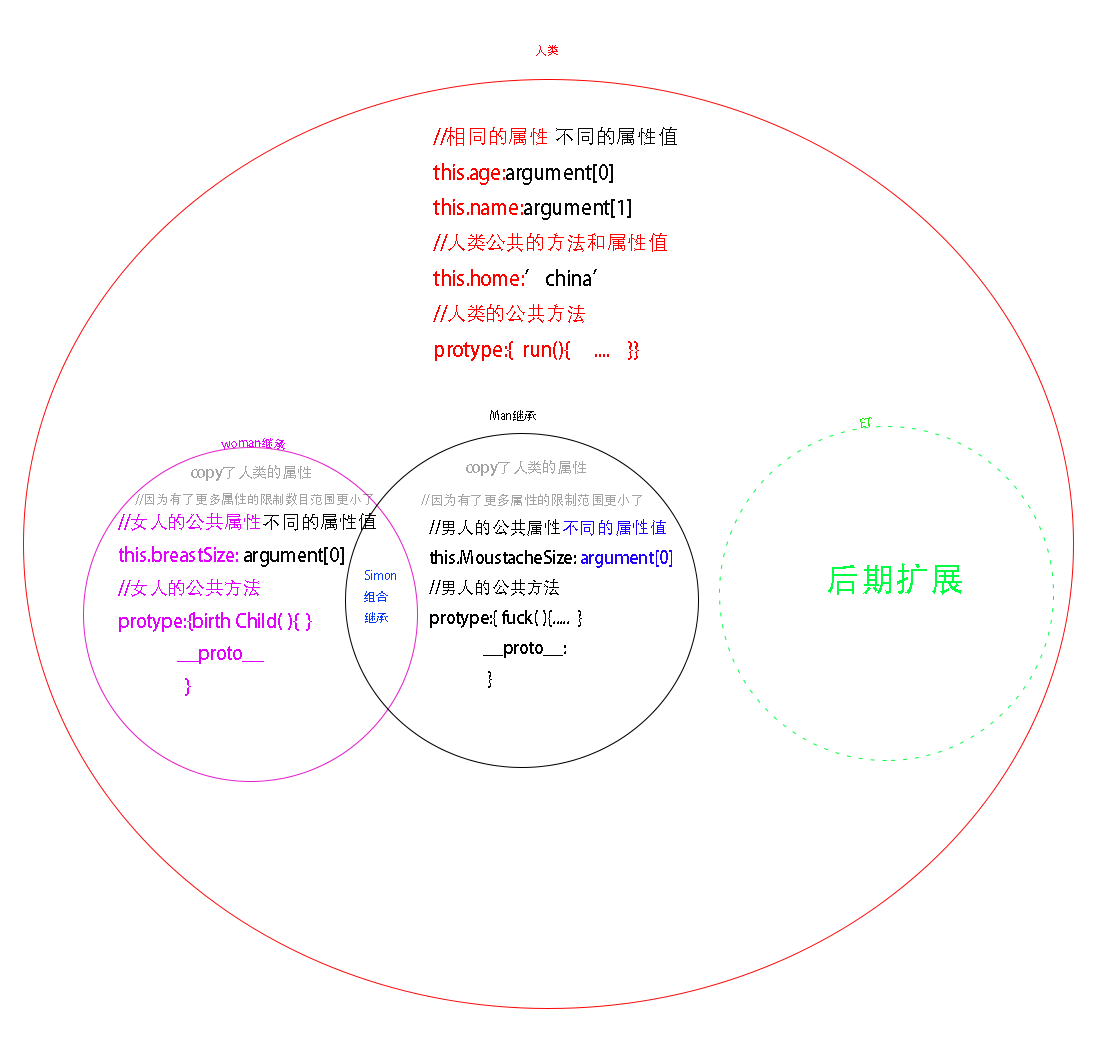 人类
//相同的属性 不同的属性值
this.age:argument[0]
this.name:argument[1]
//人类公共的方法和属性值
this.home:′ china′
//人类的公共方法
protype:{ run(){ .... }}
woman继承
copy了人类的属性
//因为有了更多属性的限制数目范围更小了
//女人的公共属性不同的属性值
this.breastSize: argument[0]
//女人的公共方法
protype:{birth Child( ){ }
__proto__
}
Simon
组合
继承
Man继承
copy了人类的属性
//因为有了更多属性的限制范围更小了
//男人的公共属性不同的属性值
this.MoustacheSize: argument[0]
//男人的公共方法
protype:{ fuck( ){..... }
__proto__:
}
ET
后期扩展